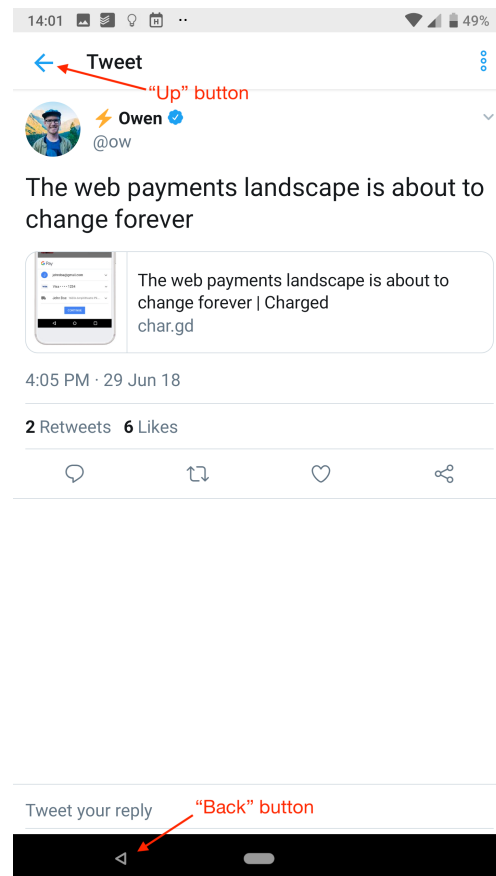 14:01
49%
Tweet
“Up” button
Owen
@ow
The web payments landscape is about to
change forever
G Pay
CONTINUE
The web payments landscape is about to
change forever | Charged
char.gd
4:05 PM · 29 Jun 18
2 Retweets 6 Likes
Tweet your reply
“Back” button